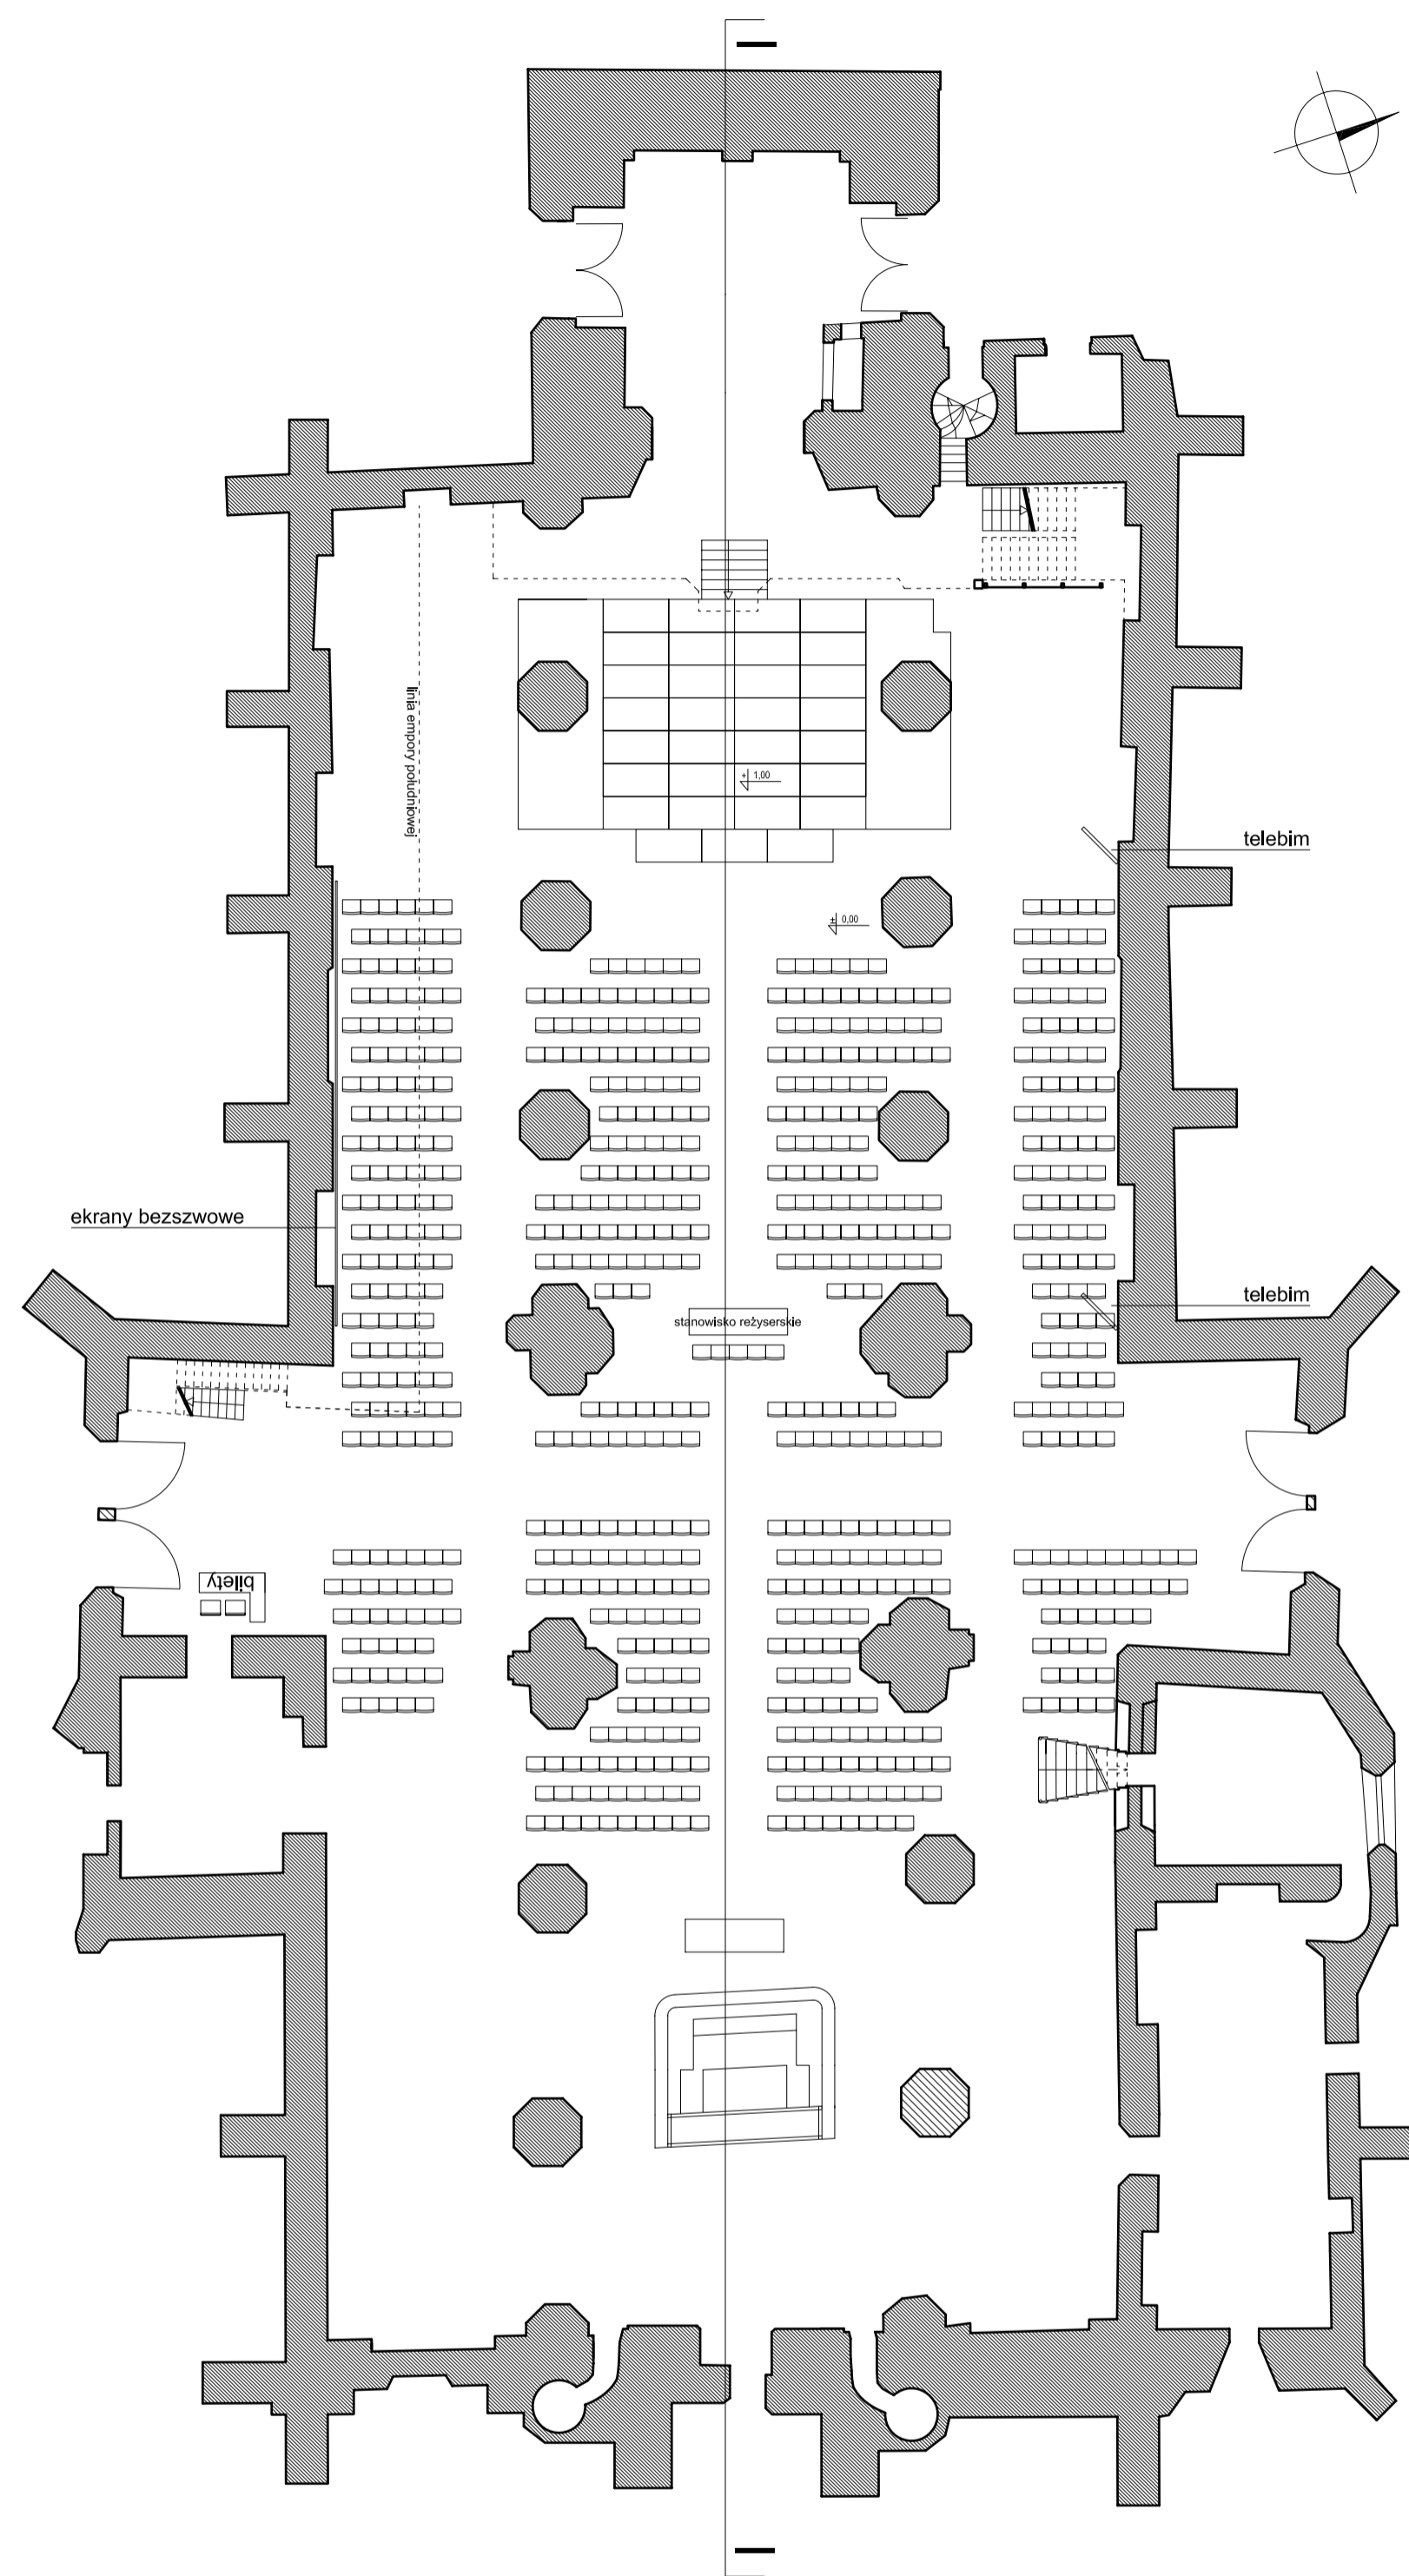 linia empory południowej
± 1,00
telebim
± 0,00
ekrany bezszwowe
telebim
stanowisko reżyserskie
bilety